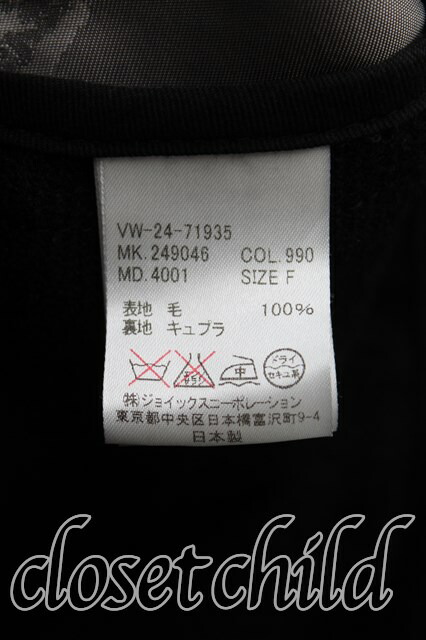 VW-24-71935
MK.249046 COL.990
MD.4001 SIZE F
表地 毛 100%
裏地 キュプラ
中
ドライ
セキユ系
㈱ジョイックスコーポレーション
東京都中央区日本橋富沢町9-4
日本製
closet child